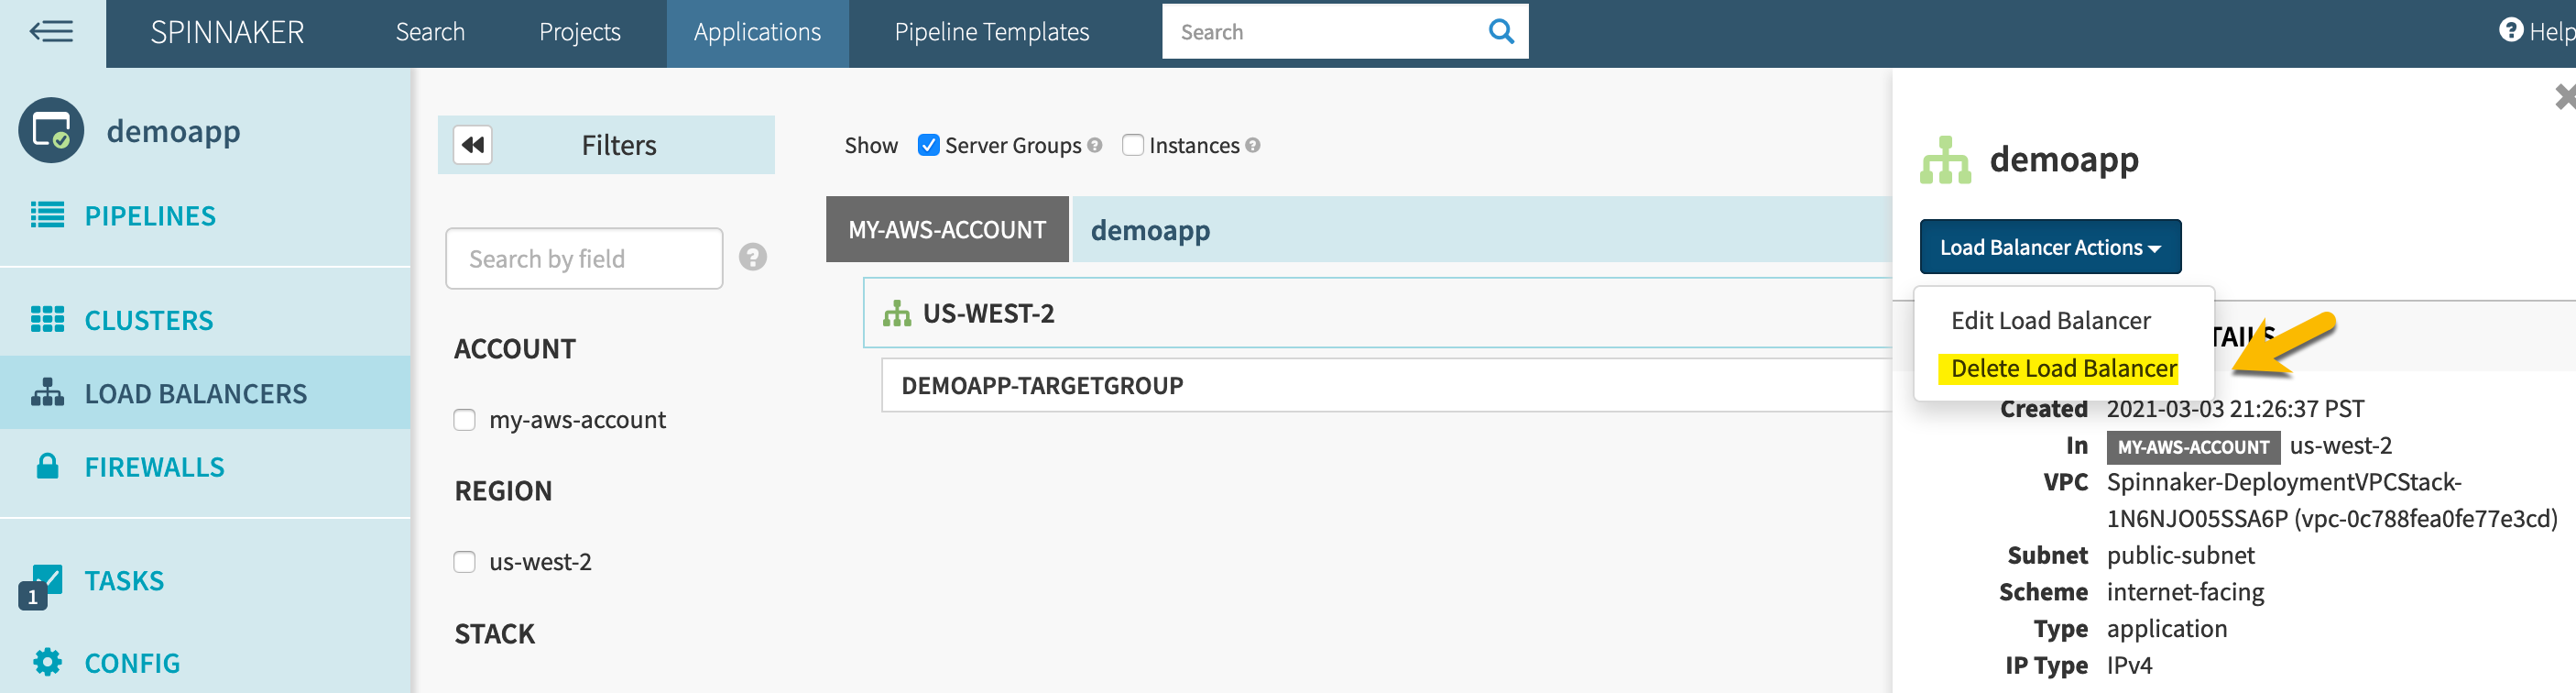 SPINNAKER Search Projects Applications Pipeline Templates Search ? Help
demoapp
PIPELINES
CLUSTERS
LOAD BALANCERS
FIREWALLS
1 TASKS
CONFIG
Filters
Search by field ?
ACCOUNT
my-aws-account
REGION
us-west-2
STACK
Show Server Groups ? Instances ?
MY-AWS-ACCOUNT demoapp
US-WEST-2
DEMOAPP-TARGETGROUP
demoapp
Load Balancer Actions
Edit Load Balancer
Delete Load Balancer
TAILS
Created 2021-03-03 21:26:37 PST
In MY-AWS-ACCOUNT us-west-2
VPC Spinnaker-DeploymentVPCStack-
1N6NJO05SSA6P (vpc-0c788fea0fe77e3cd)
Subnet public-subnet
Scheme internet-facing
Type application
IP Type IPv4